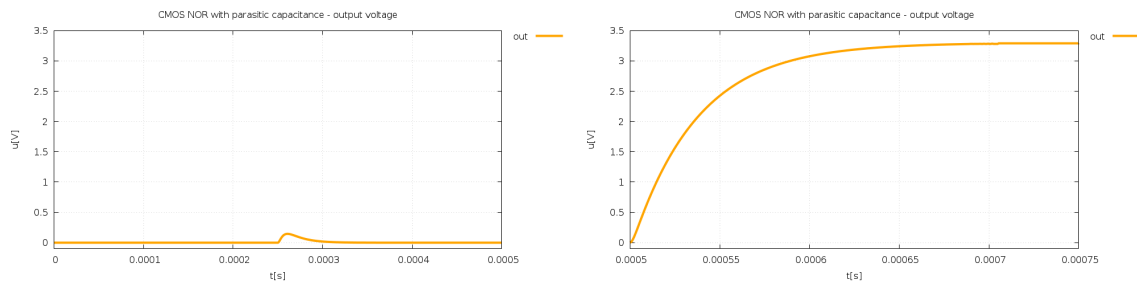 CMOS NOR with parasitic capacitance - output voltage
out
3.5
3
2.5
2
1.5
1
0.5
0
u[V]
0 0.0001 0.0002 0.0003 0.0004 0.0005
t[s]
CMOS NOR with parasitic capacitance - output voltage
out
3.5
3
2.5
2
1.5
1
0.5
0
u[V]
0.0005 0.00055 0.0006 0.00065 0.0007 0.00075
t[s]